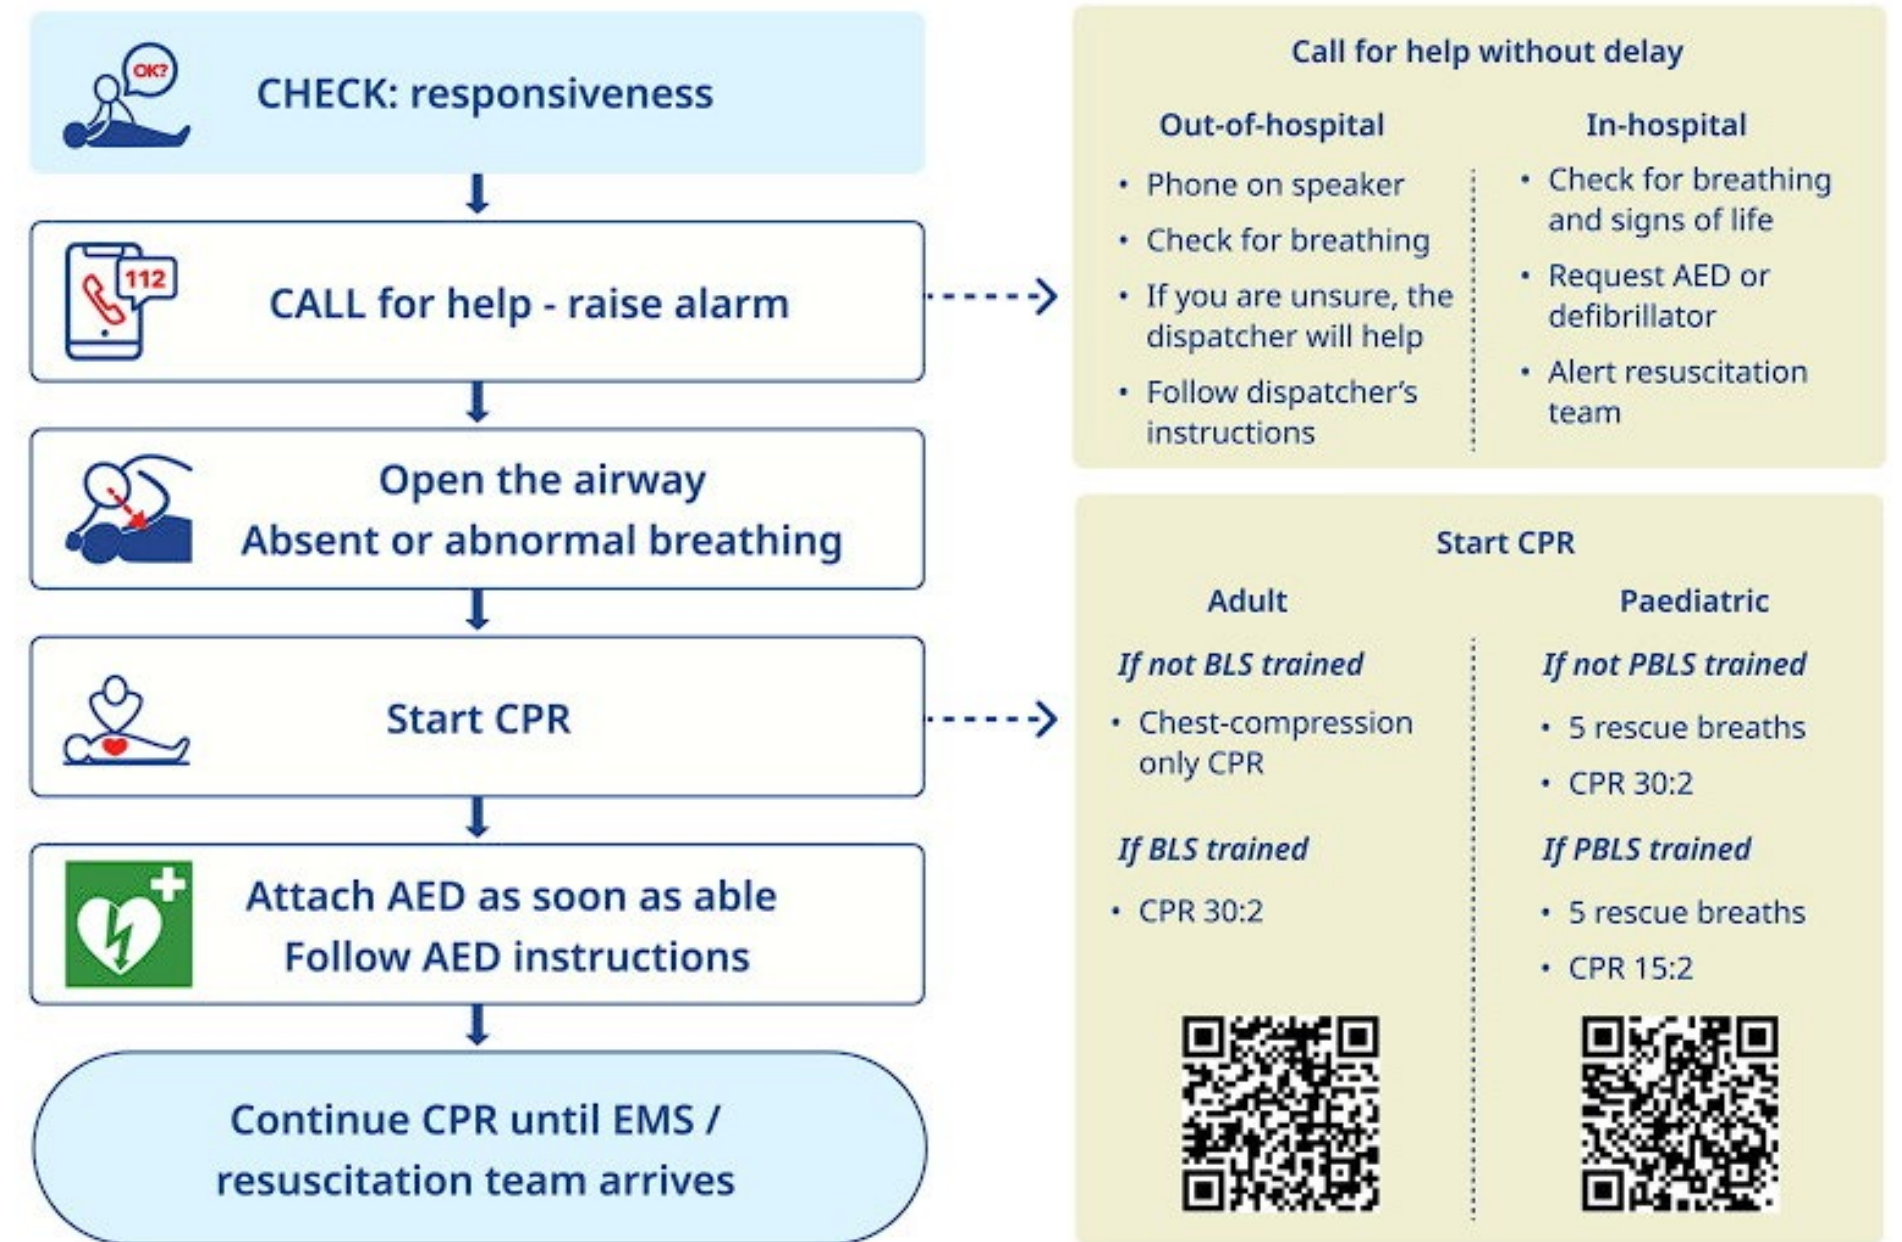 OK?
CHECK: responsiveness
112
CALL for help - raise alarm
Open the airway
Absent or abnormal breathing
Start CPR
Attach AED as soon as able
Follow AED instructions
Continue CPR until EMS /
resuscitation team arrives
Call for help without delay
Out-of-hospital
• Phone on speaker
• Check for breathing
• If you are unsure, the
dispatcher will help
• Follow dispatcher’s
instructions
In-hospital
• Check for breathing
and signs of life
• Request AED or
defibrillator
• Alert resuscitation
team
Start CPR
Adult
If not BLS trained
• Chest-compression
only CPR
If BLS trained
• CPR 30:2
Paediatric
If not PBLS trained
• 5 rescue breaths
• CPR 30:2
If PBLS trained
• 5 rescue breaths
• CPR 15:2